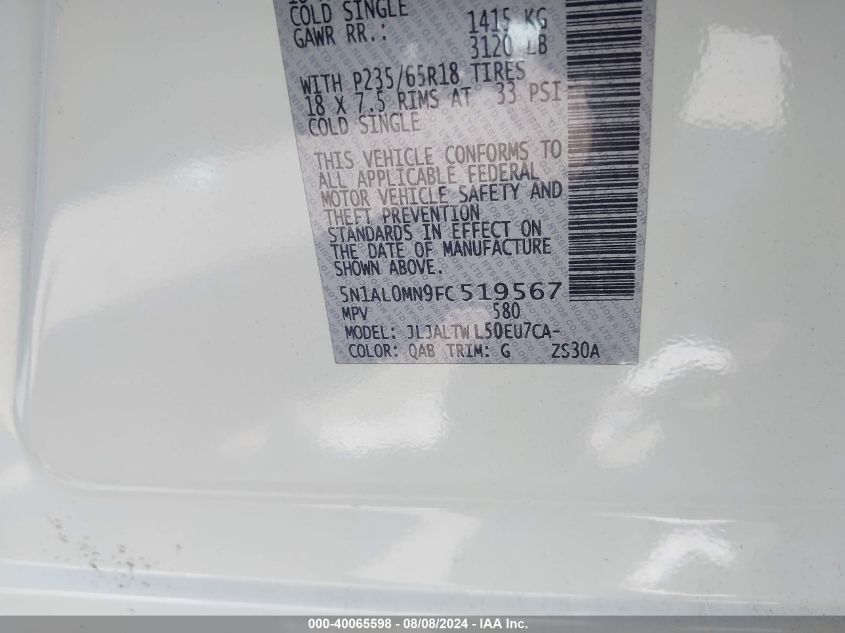 COLD SINGLE
GAWR RR.: 1415 KG
3120 LB
WITH P235/65R18 TIRES
18 X 7.5 RIMS AT 33 PSI
COLD SINGLE
THIS VEHICLE CONFORMS TO
ALL APPLICABLE FEDERAL
MOTOR VEHICLE SAFETY AND
THEFT PREVENTION
STANDARDS IN EFFECT ON
THE DATE OF MANUFACTURE
SHOWN ABOVE.
5N1AL0MN9FC519567
MPV 580
MODEL: JLJALTWL50EU7CA-
COLOR: QAB TRIM: G ZS30A
000-40065598 - 08/08/2024 - IAA Inc.